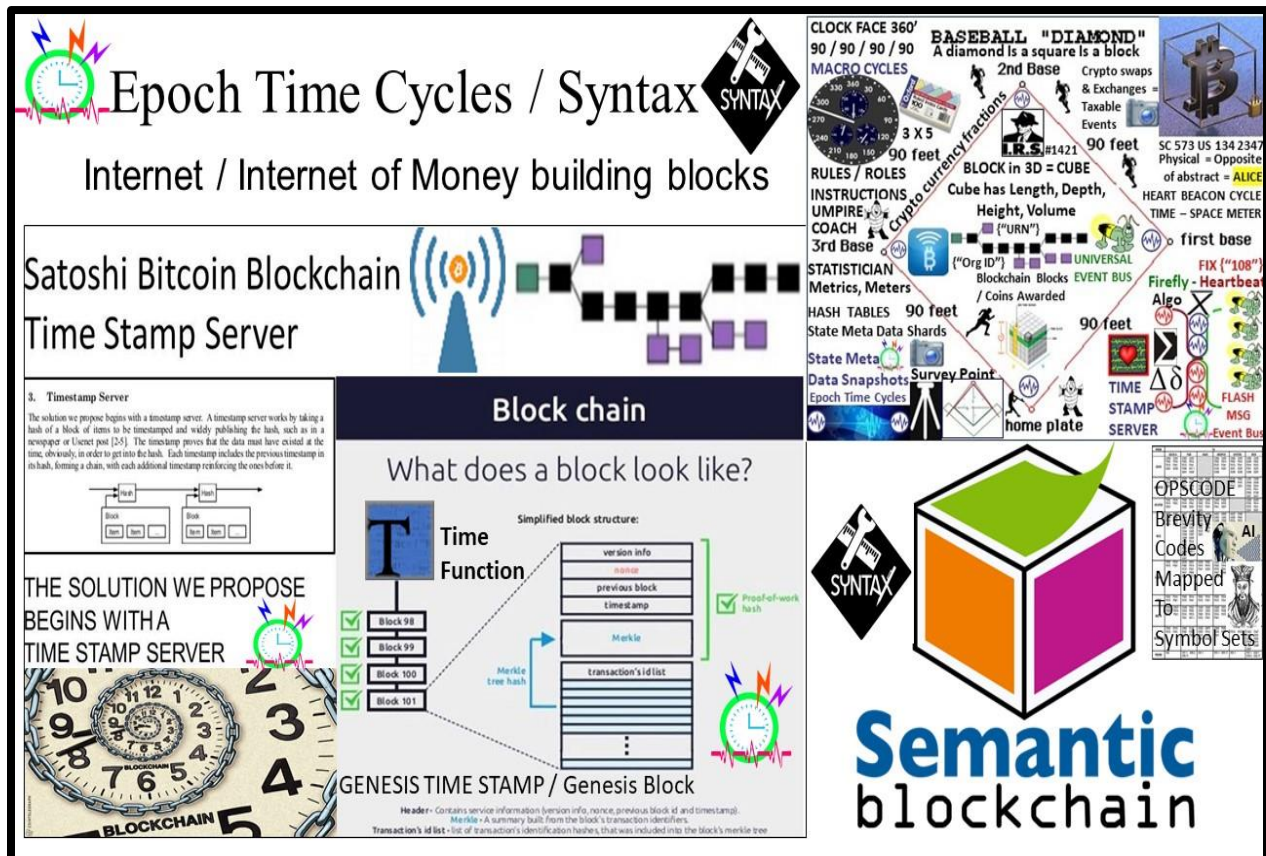 Epoch Time Cycles / Syntax
SYNTAX
Internet / Internet of Money building blocks
Satoshi Bitcoin Blockchain
Time Stamp Server
3. Timestamp Server
The solution we propose begins with a timestamp server. A timestamp server works by taking a
hash of a block of items to be timestamped and widely publishing the hash, such as in a
newspaper or Usenet post [2-5]. The timestamp proves that the data must have existed at the
time, obviously, in order to get into the hash. Each timestamp includes the previous timestamp in
its hash, forming a chain, with each additional timestamp reinforcing the ones before it.
Hash
Hash
Block
Block
Item Item ...
Item Item ...
THE SOLUTION WE PROPOSE
BEGINS WITH A
TIME STAMP SERVER
10 11 12 1 2 3 4 5 6 7 8 9
BLOCKCHAIN
BLOCKCHAIN
Block chain
What does a block look like?
T
Time
Function
Block 98
Block 99
Block 100
Block 101
Simplified block structure:
version info
nonce
previous block
timestamp
Merkle
transaction's id list
Proof-of-work
hash
Merkle
tree hash
GENESIS TIME STAMP / Genesis Block
Header - Contains service information (version info, nonce, previous block id and timestamp).
Merkle - A summary built from the block's transaction identifiers.
Transaction's id list - list of transaction's identification hashes, that was included into the block's merkle tree
CLOCK FACE 360'
90 / 90 / 90 / 90
MACRO CYCLES
BASEBALL "DIAMOND"
A diamond Is a square Is a block
2nd Base
Crypto swaps
& Exchanges =
Taxable
Events
3 X 5
90 feet
Crypto currency fractions
I.R.S. #1421
90 feet
SC 573 US 134 2347
Physical = Opposite
of abstract = ALICE
HEART BEACON CYCLE
TIME – SPACE METER
RULES / ROLES
INSTRUCTIONS
UMPIRE
COACH
3rd Base
BLOCK in 3D = CUBE
Cube has Length, Depth,
Height, Volume
{"URN"}
{"Org ID"}
UNIVERSAL
EVENT BUS
first base
Blockchain Blocks
/ Coins Awarded
STATISTICIAN
Metrics, Meters
HASH TABLES
90 feet
State Meta Data Shards
State Meta
Data Snapshots
Epoch Time Cycles
Survey Point
home plate
90 feet
FIX {"108"}
Firefly - Heartbeat
Algo
Σ
Δδ
TIME
STAMP
SERVER
FLASH
MSG
Event Bus
SYNTAX
OPSCODE
Brevity
Codes
AI
Mapped
To
Symbol Sets
Semantic
blockchain